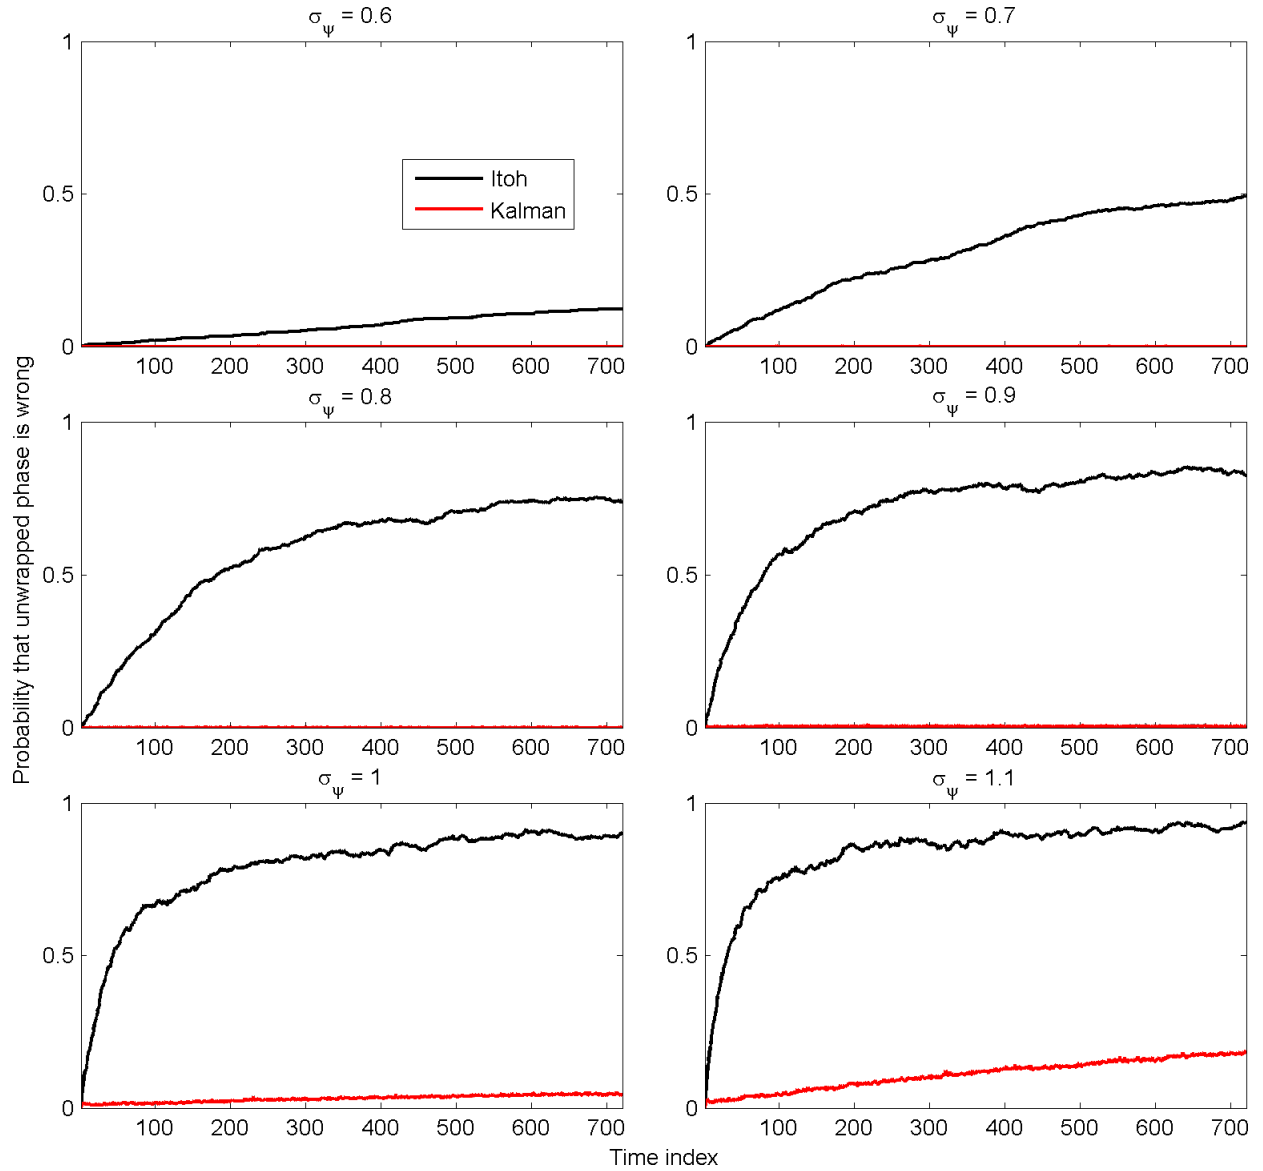 σψ = 0.6
σψ = 0.7
1
0.5
0
100 200 300 400 500 600 700
Itoh
Kalman
1
0.5
0
100 200 300 400 500 600 700
σψ = 0.8
σψ = 0.9
1
0.5
0
100 200 300 400 500 600 700
1
0.5
0
100 200 300 400 500 600 700
σψ = 1
σψ = 1.1
1
0.5
0
100 200 300 400 500 600 700
1
0.5
0
100 200 300 400 500 600 700
Probability that unwrapped phase is wrong
Time index